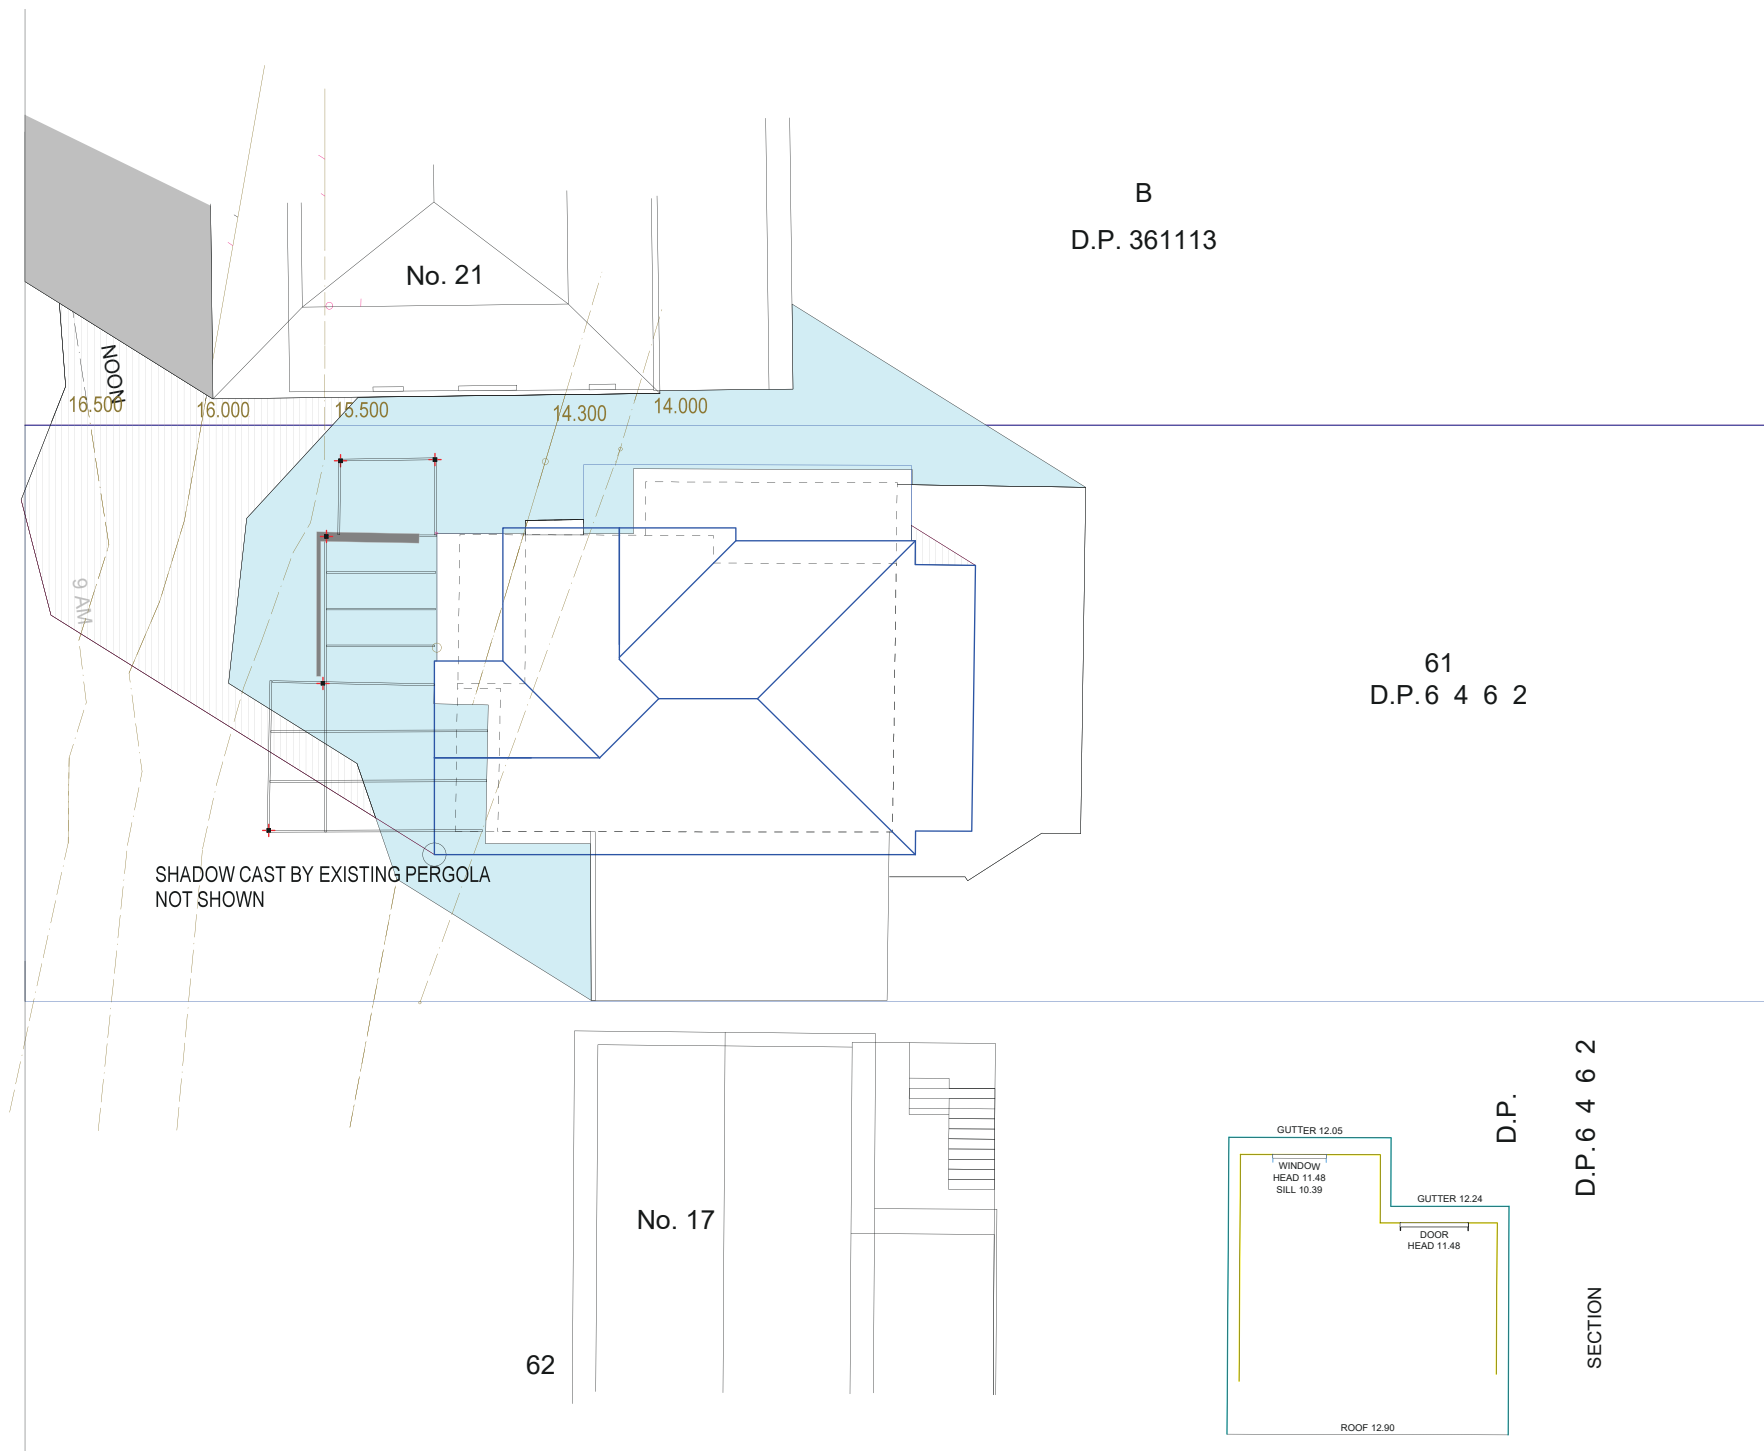 B
D.P. 361113
No. 21
NOON
16.500
16.000
15.500
14.300
14.000
9 AM
61
D.P. 6 4 6 2
SHADOW CAST BY EXISTING PERGOLA
NOT SHOWN
No. 17
62
D.P.
D.P. 6 4 6 2
SECTION
GUTTER 12.05
WINDOW
HEAD 11.48
SILL 10.39
GUTTER 12.24
DOOR
HEAD 11.48
ROOF 12.90